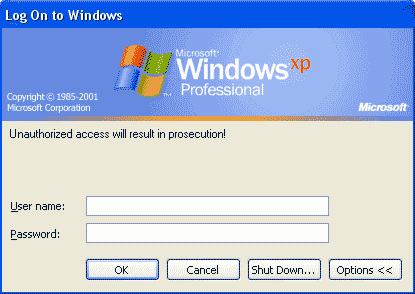 Log On to Windows
Microsoft®
Windows xp
Professional
Copyright © 1985-2001
Microsoft Corporation
Microsoft®
Unauthorized access will result in prosecution!
User name:
Password:
OK
Cancel
Shut Down...
Options <<